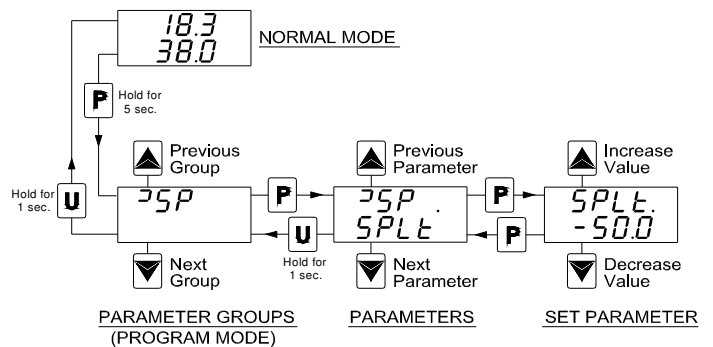 18.3
38.0
NORMAL MODE
P
Hold for
5 sec.
Previous
Group
Previous
Parameter
Increase
Value
Hold for
1 sec.
U
⊃SP
P
⊃SP .
SPLt
P
SPLt.
-50.0
U
Hold for
1 sec.
P
Next
Group
Next
Parameter
Decrease
Value
PARAMETER GROUPS
(PROGRAM MODE)
PARAMETERS
SET PARAMETER